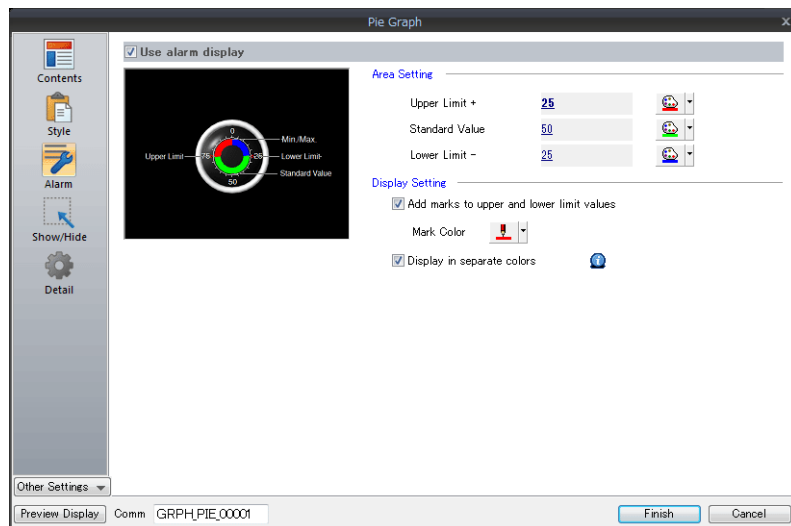 Pie Graph
x
Contents
Style
Alarm
Show/Hide
Detail
Other Settings
Use alarm display
0
Min./Max.
Upper Limit
75
25
Lower Limit-
Standard Value
50
Area Setting
Upper Limit + 25
Standard Value 50
Lower Limit - 25
Display Setting
Add marks to upper and lower limit values
Mark Color
Display in separate colors
Preview Display Comm GRPH_PIE_00001 Finish Cancel